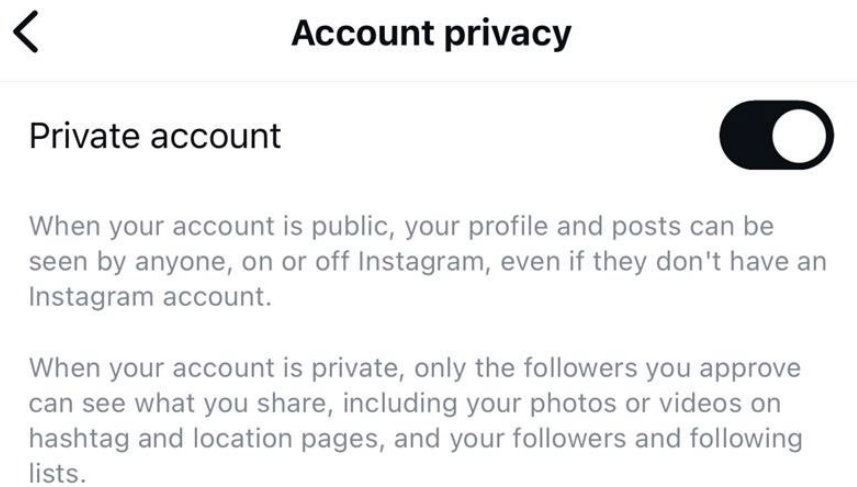 Account privacy
Private account
When your account is public, your profile and posts can be
seen by anyone, on or off Instagram, even if they don't have an
Instagram account.
When your account is private, only the followers you approve
can see what you share, including your photos or videos on
hashtag and location pages, and your followers and following
lists.